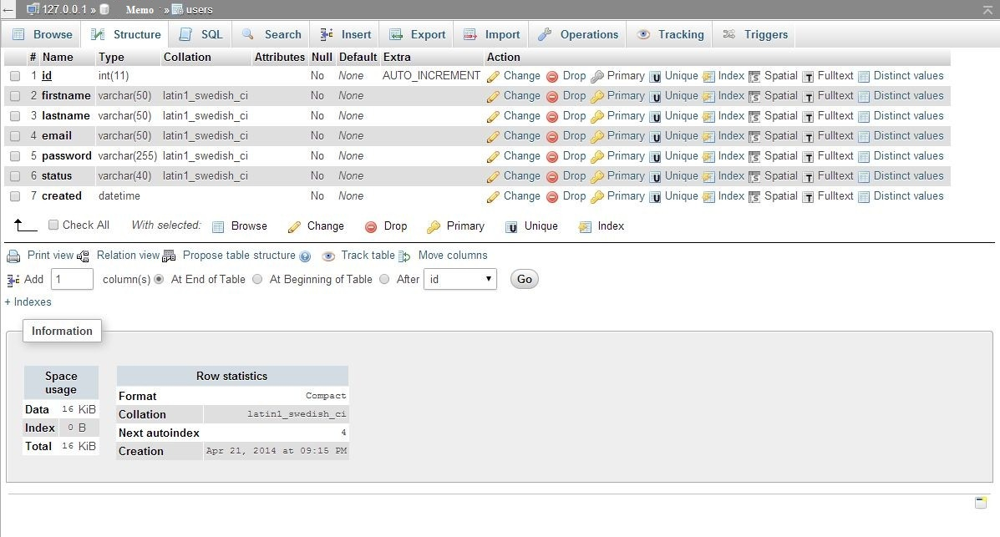 127.0.0.1 » Memo » users
Browse Structure SQL Search Insert Export Import Operations Tracking Triggers
# Name Type Collation Attributes Null Default Extra Action
1 id int(11) No None AUTO_INCREMENT Change Drop Primary Unique Index Spatial Fulltext Distinct values
2 firstname varchar(50) latin1_swedish_ci No None Change Drop Primary Unique Index Spatial Fulltext Distinct values
3 lastname varchar(50) latin1_swedish_ci No None Change Drop Primary Unique Index Spatial Fulltext Distinct values
4 email varchar(50) latin1_swedish_ci No None Change Drop Primary Unique Index Spatial Fulltext Distinct values
5 password varchar(255) latin1_swedish_ci No None Change Drop Primary Unique Index Spatial Fulltext Distinct values
6 status varchar(40) latin1_swedish_ci No None Change Drop Primary Unique Index Spatial Fulltext Distinct values
7 created datetime No None Change Drop Primary Unique Index Spatial Fulltext Distinct values
Check All With selected: Browse Change Drop Primary Unique Index
Print view Relation view Propose table structure Track table Move columns
Add 1 column(s) At End of Table At Beginning of Table After id Go
+ Indexes
Information
Space usage
Data 16 KiB
Index 0 B
Total 16 KiB
Row statistics
Format Compact
Collation latin1_swedish_ci
Next autoindex 4
Creation Apr 21, 2014 at 09:15 PM